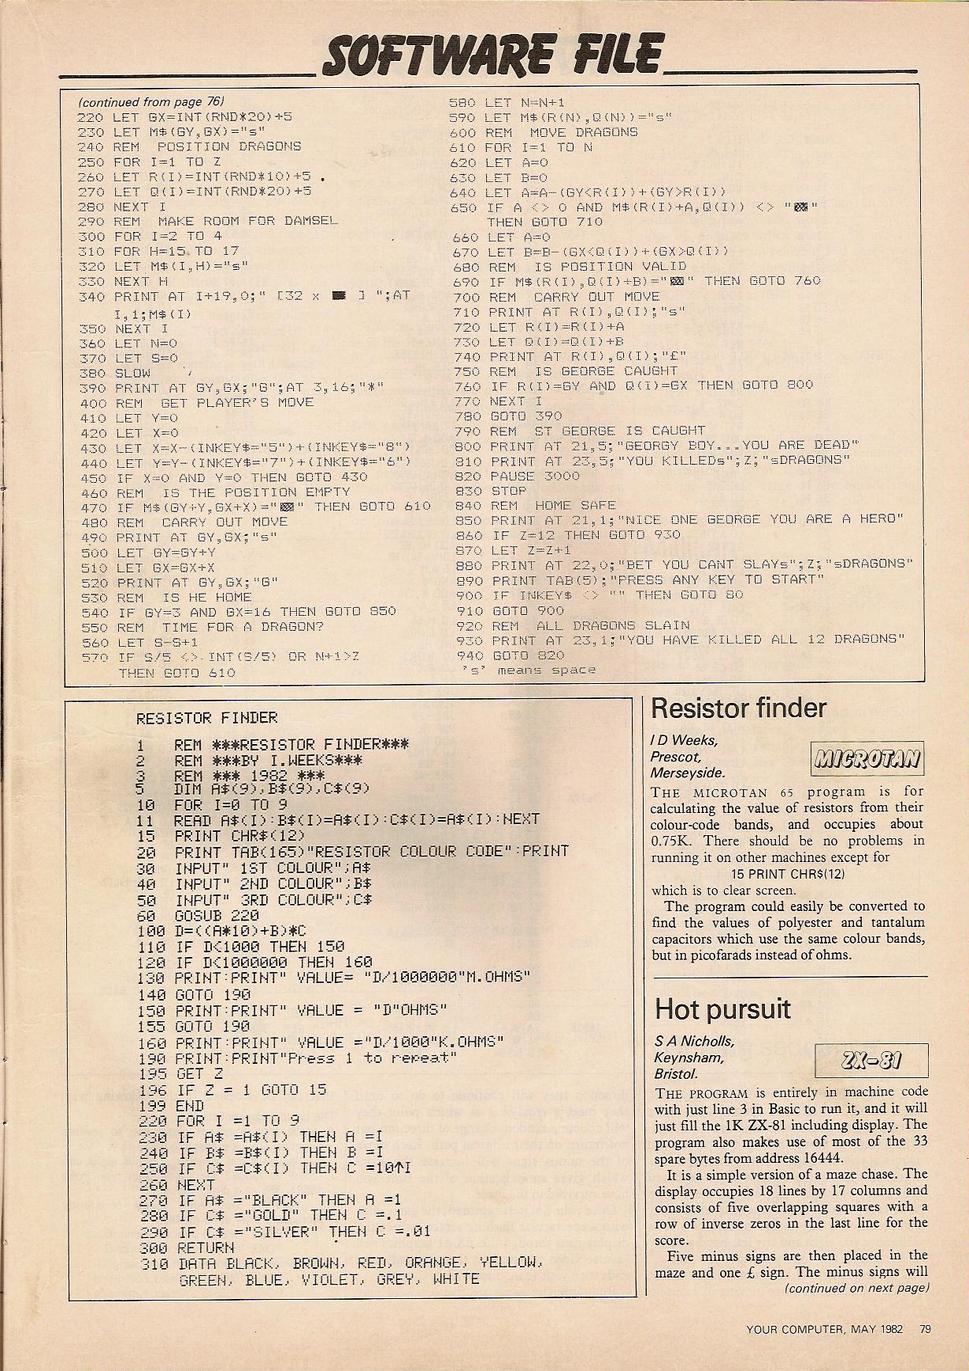 SOFTWARE FILE
(continued from page 76)
220 LET GX=INT(RND*20)+5
230 LET M$(GY,GX)="s"
240 REM  POSITION DRAGONS
250 FOR I=1 TO Z
260 LET R(I)=INT(RND*10)+5
270 LET Q(I)=INT(RND*20)+5
280 NEXT I
290 REM  MAKE ROOM FOR DAMSEL
300 FOR I=2 TO 4
310 FOR H=15 TO 17
320 LET M$(I,H)="s"
330 NEXT H
340 PRINT AT I+19,0;" [32 x ■ ] ";AT
I,1;M$(I)
350 NEXT I
360 LET N=0
370 LET S=0
380 SLOW
390 PRINT AT GY,GX;"G";AT 3,16;"*"
400 REM  GET PLAYER'S MOVE
410 LET Y=0
420 LET X=0
430 LET X=X-(INKEY$="5")+(INKEY$="8")
440 LET Y=Y-(INKEY$="7")+(INKEY$="6")
450 IF X=0 AND Y=0 THEN GOTO 430
460 REM  IS THE POSITION EMPTY
470 IF M$(GY+Y,GX+X)="▩" THEN GOTO 610
480 REM  CARRY OUT MOVE
490 PRINT AT GY,GX;"s"
500 LET GY=GY+Y
510 LET GX=GX+X
520 PRINT AT GY,GX;"G"
530 REM  IS HE HOME
540 IF GY=3 AND GX=16 THEN GOTO 850
550 REM  TIME FOR A DRAGON?
560 LET S-S+1
570 IF S/5 <> INT(S/5) OR N+1>Z
THEN GOTO 610
580 LET N=N+1
590 LET M$(R(N),Q(N))="s"
600 REM  MOVE DRAGONS
610 FOR I=1 TO N
620 LET A=0
630 LET B=0
640 LET A=A-(GY<R(I))+(GY>R(I))
650 IF A <> 0 AND M$(R(I)+A,Q(I)) <> "▩"
THEN GOTO 710
660 LET A=0
670 LET B=B-(GX<Q(I))+(GX>Q(I))
680 REM  IS POSITION VALID
690 IF M$(R(I),Q(I)+B)="▩" THEN GOTO 760
700 REM  CARRY OUT MOVE
710 PRINT AT R(I),Q(I);"s"
720 LET R(I)=R(I)+A
730 LET Q(I)=Q(I)+B
740 PRINT AT R(I),Q(I);"£"
750 REM  IS GEORGE CAUGHT
760 IF R(I)=GY AND Q(I)=GX THEN GOTO 800
770 NEXT I
780 GOTO 390
790 REM  ST GEORGE IS CAUGHT
800 PRINT AT 21,5;"GEORGY BOY...YOU ARE DEAD"
810 PRINT AT 23,5;"YOU KILLEDs";Z;"sDRAGONS"
820 PAUSE 3000
830 STOP
840 REM  HOME SAFE
850 PRINT AT 21,1;"NICE ONE GEORGE YOU ARE A HERO"
860 IF Z=12 THEN GOTO 930
870 LET Z=Z+1
880 PRINT AT 22,0;"BET YOU CANT SLAYs";Z;"sDRAGONS"
890 PRINT TAB(5);"PRESS ANY KEY TO START"
900 IF INKEY$ <> "" THEN GOTO 80
910 GOTO 900
920 REM  ALL DRAGONS SLAIN
930 PRINT AT 23,1;"YOU HAVE KILLED ALL 12 DRAGONS"
940 GOTO 820
's' means space
RESISTOR FINDER
1 REM ***RESISTOR FINDER***
2 REM ***BY I.WEEKS***
3 REM *** 1982 ***
5 DIM A$(9),B$(9),C$(9)
10 FOR I=0 TO 9
11 READ A$(I):B$(I)=A$(I):C$(I)=A$(I):NEXT
15 PRINT CHR$(12)
20 PRINT TAB(165)"RESISTOR COLOUR CODE":PRINT
30 INPUT" 1ST COLOUR";A$
40 INPUT" 2ND COLOUR";B$
50 INPUT" 3RD COLOUR";C$
60 GOSUB 220
100 D=((A*10)+B)*C
110 IF D<1000 THEN 150
120 IF D<1000000 THEN 160
130 PRINT:PRINT" VALUE= "D/1000000"M.OHMS"
140 GOTO 190
150 PRINT:PRINT" VALUE = "D"OHMS"
155 GOTO 190
160 PRINT:PRINT" VALUE ="D/1000"K.OHMS"
190 PRINT:PRINT"Press 1 to repeat"
195 GET Z
196 IF Z = 1 GOTO 15
199 END
220 FOR I =1 TO 9
230 IF A$ =A$(I) THEN A =I
240 IF B$ =B$(I) THEN B =I
250 IF C$ =C$(I) THEN C =10↑I
260 NEXT
270 IF A$ ="BLACK" THEN A =1
280 IF C$ ="GOLD" THEN C =.1
290 IF C$ ="SILVER" THEN C =.01
300 RETURN
310 DATA BLACK, BROWN, RED, ORANGE, YELLOW,
GREEN, BLUE, VIOLET, GREY, WHITE
Resistor finder
I D Weeks,
Prescot,
Merseyside.
MICROTAN
THE MICROTAN 65 program is for
calculating the value of resistors from their
colour-code bands, and occupies about
0.75K. There should be no problems in
running it on other machines except for
15 PRINT CHR$(12)
which is to clear screen.
The program could easily be converted to
find the values of polyester and tantalum
capacitors which use the same colour bands,
but in picofarads instead of ohms.
Hot pursuit
S A Nicholls,
Keynsham,
Bristol.
ZX-81
THE PROGRAM is entirely in machine code
with just line 3 in Basic to run it, and it will
just fill the 1K ZX-81 including display. The
program also makes use of most of the 33
spare bytes from address 16444.
It is a simple version of a maze chase. The
display occupies 18 lines by 17 columns and
consists of five overlapping squares with a
row of inverse zeros in the last line for the
score.
Five minus signs are then placed in the
maze and one £ sign. The minus signs will
(continued on next page)
YOUR COMPUTER, MAY 1982 79